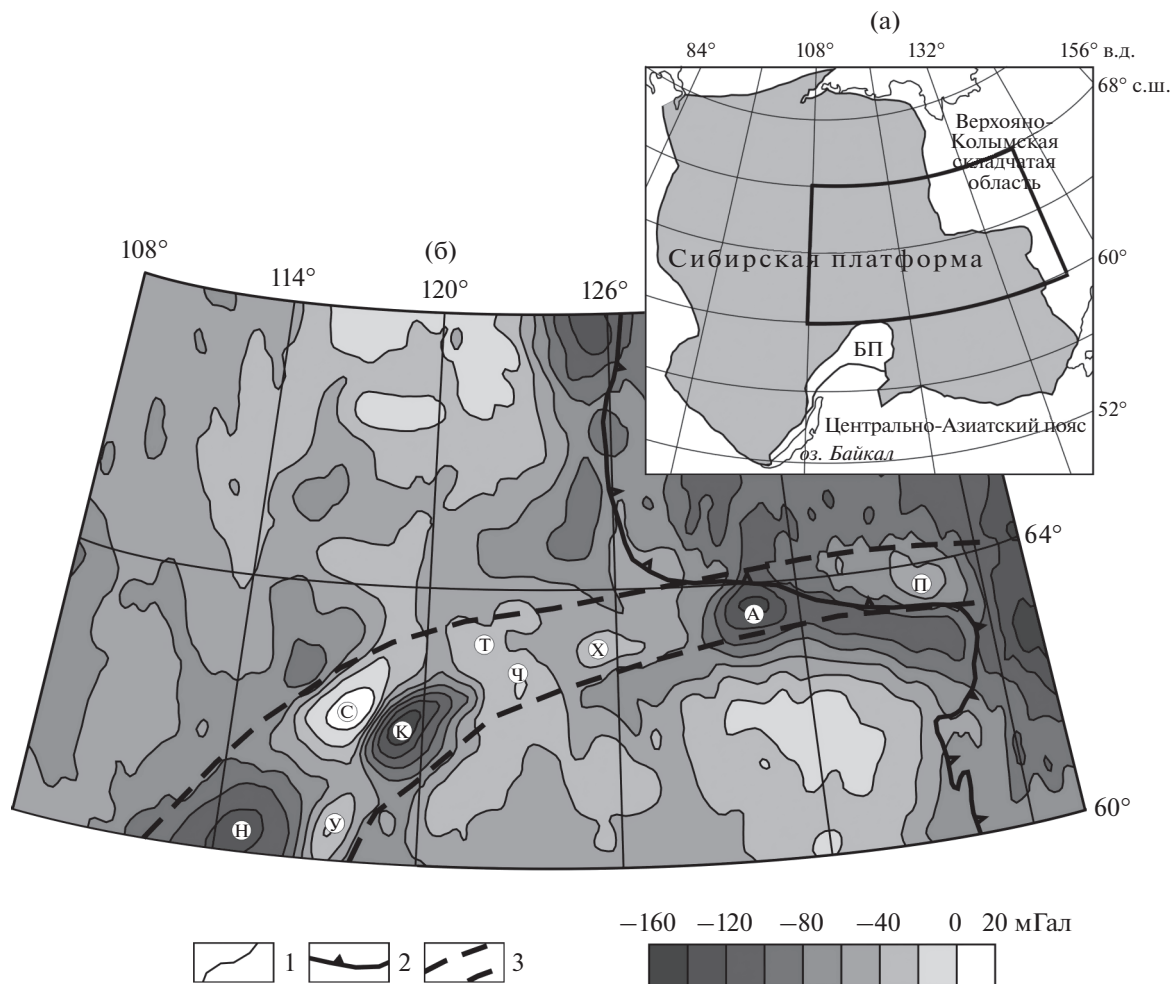 (а)
84° 108° 132° 156° в.д.
68° с.ш.
Верхояно-
Колымская
складчатая
область
Сибирская платформа
60°
БП
52°
Центрально-Азиатский пояс
оз. Байкал
(б)
108°
114°
120°
126°
64°
П
А
Т
Х
Ч
С
К
Н
У
60°
1
2
3
−160 −120 −80 −40 0 20 мГал